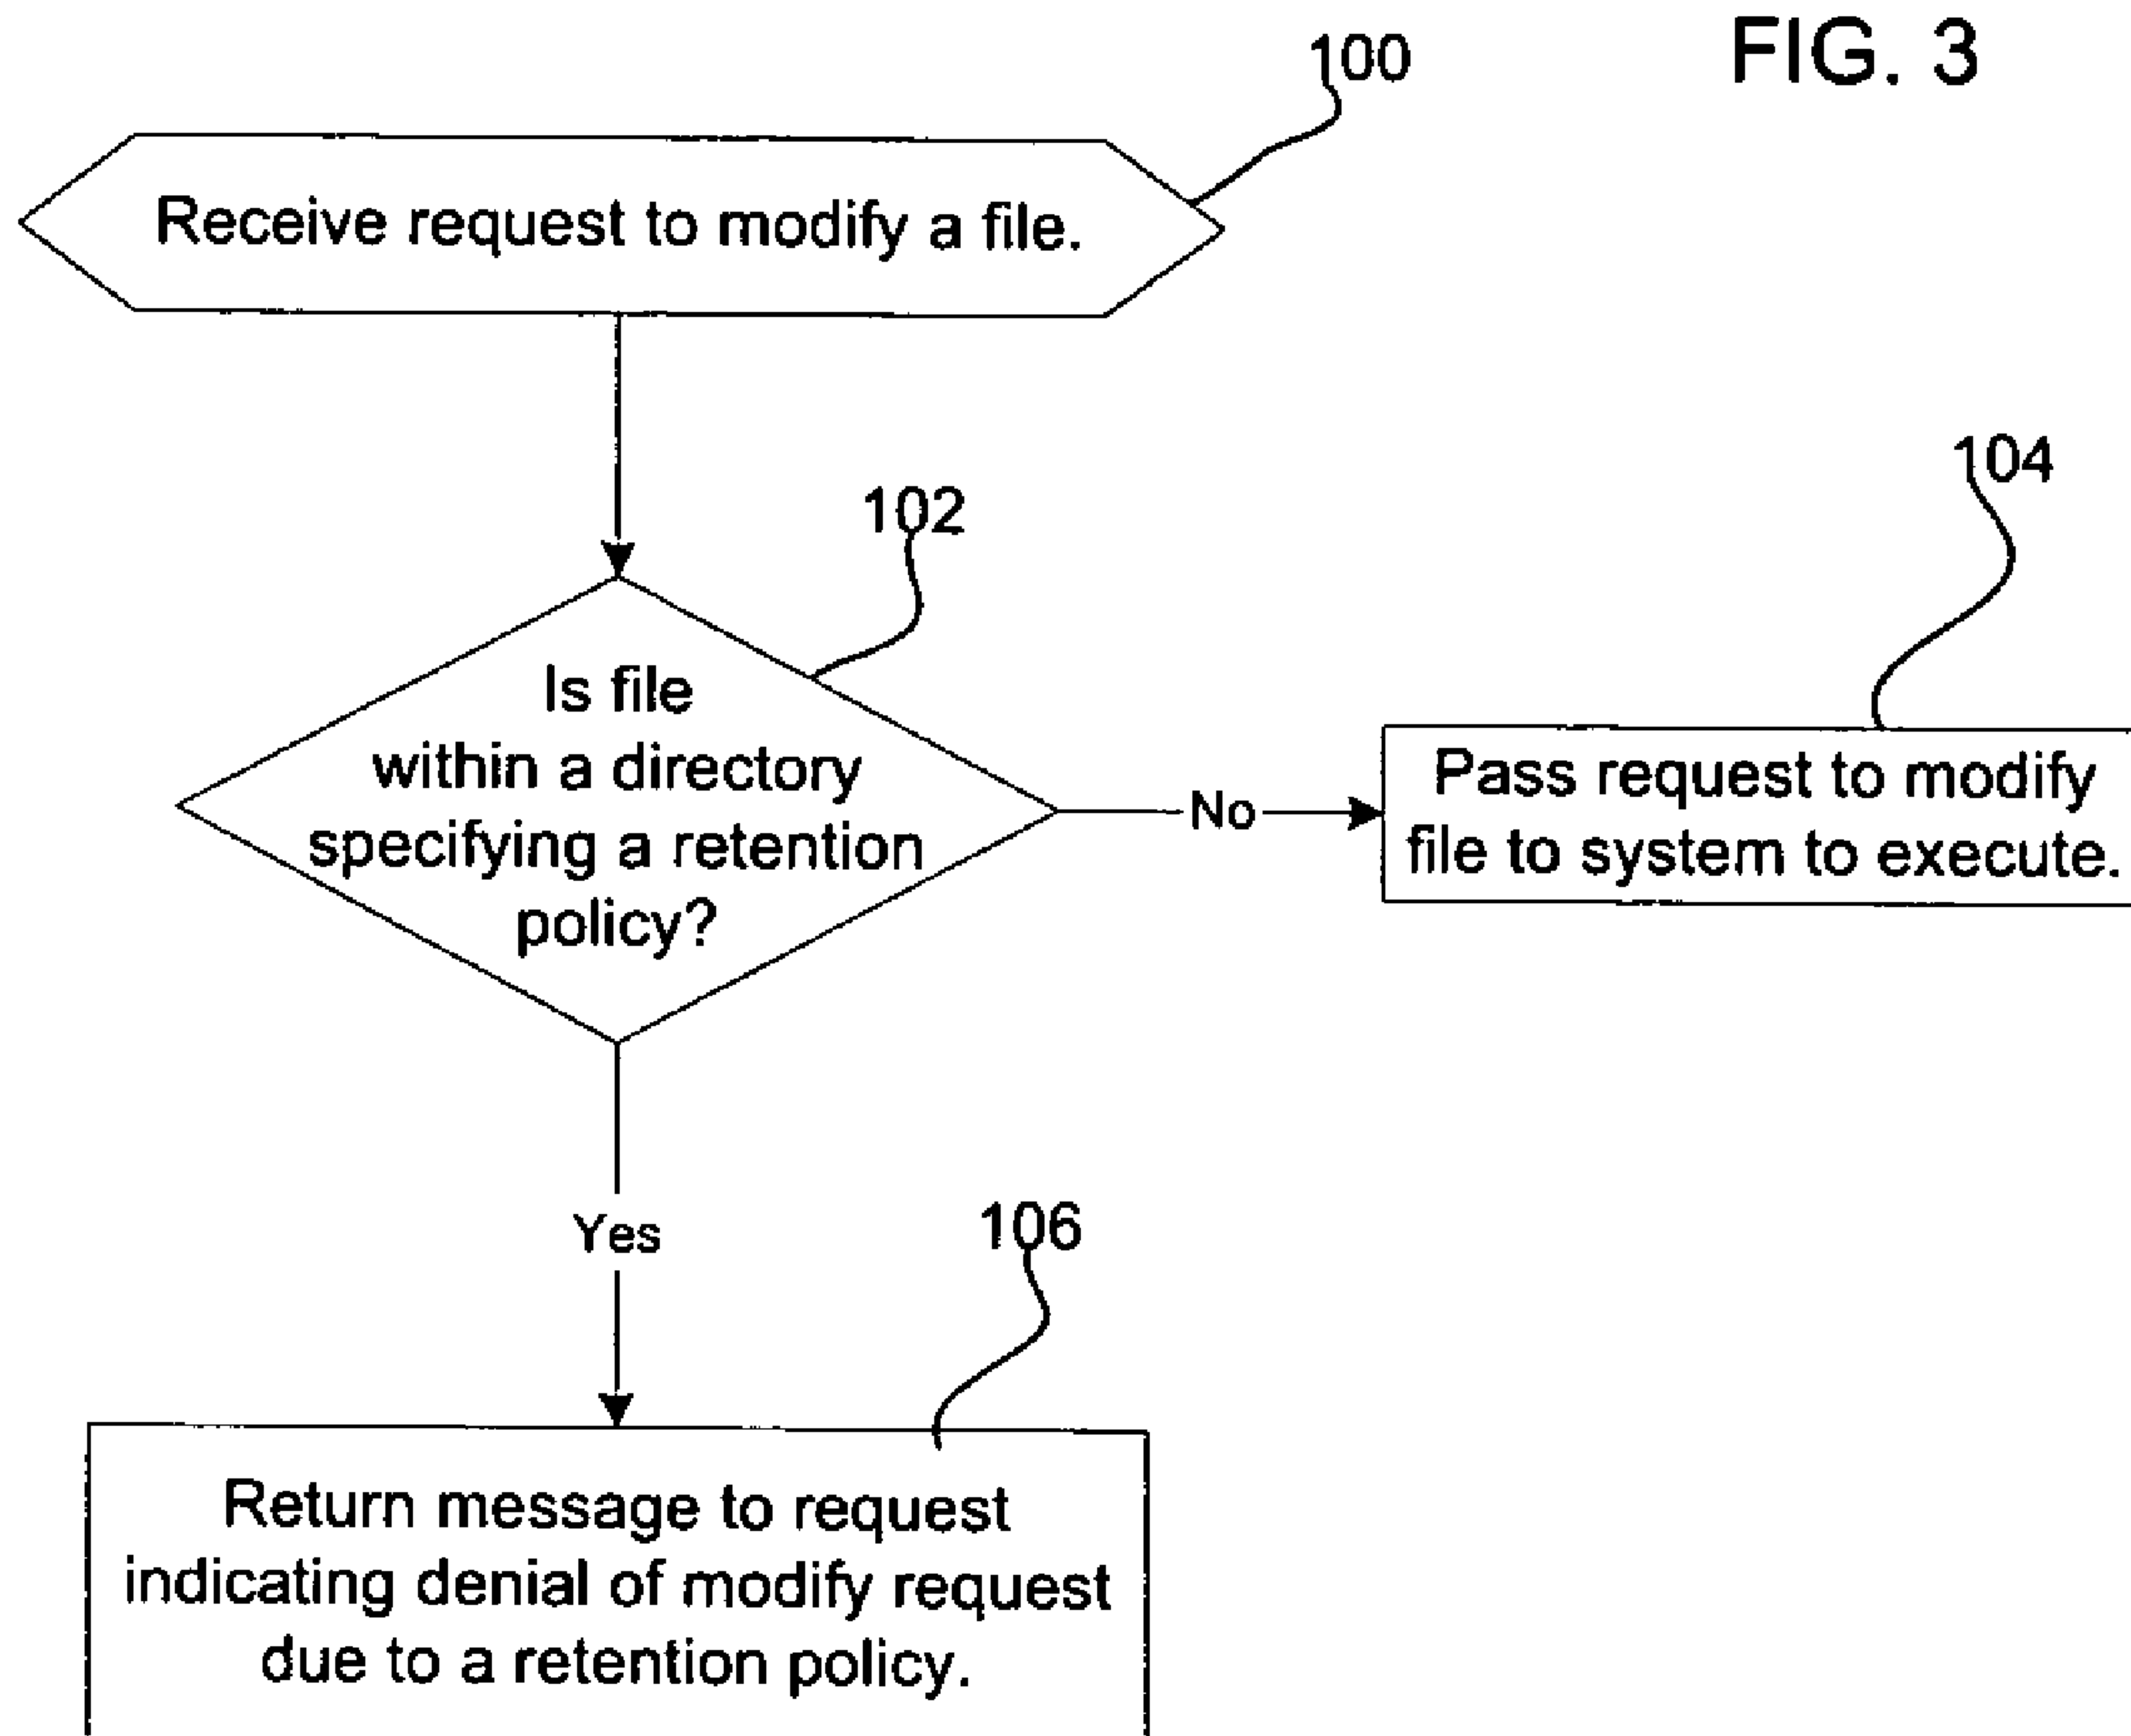 FIG. 3
100
Receive request to modify a file.
102
Is file
within a directory
specifying a retention
policy?
No
104
Pass request to modify
file to system to execute.
Yes
106
Return message to request
indicating denial of modify request
due to a retention policy.